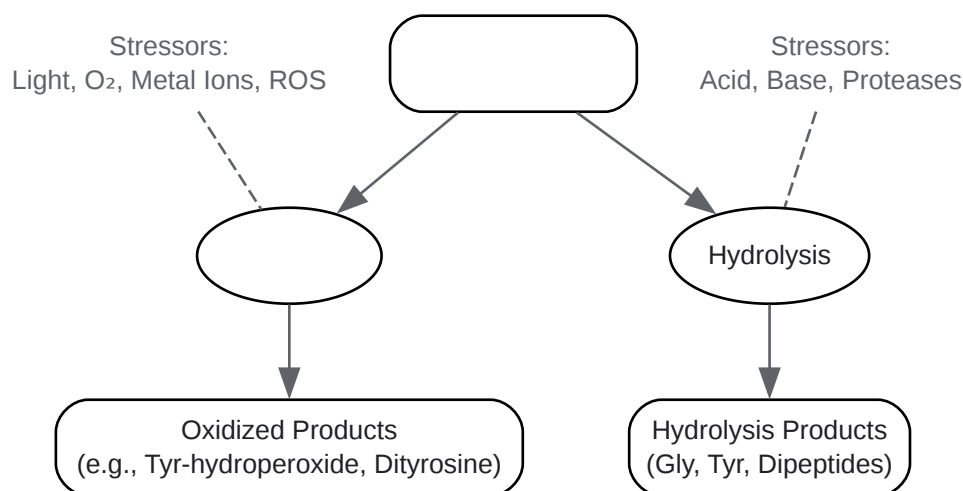 Stressors:
Light, O₂, Metal Ions, ROS
Stressors:
Acid, Base, Proteases
Hydrolysis
Oxidized Products
(e.g., Tyr-hydroperoxide, Dityrosine)
Hydrolysis Products
(Gly, Tyr, Dipeptides)